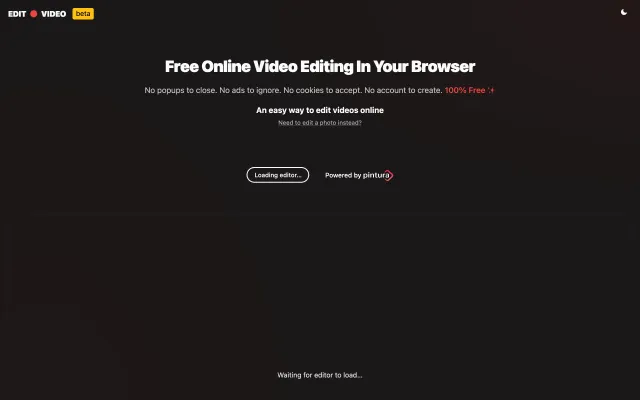 EDIT VIDEO beta
Free Online Video Editing In Your Browser
No popups to close. No ads to ignore. No cookies to accept. No account to create. 100% Free ✨
An easy way to edit videos online
Need to edit a photo instead?
Loading editor... Powered by pintura
Waiting for editor to load...